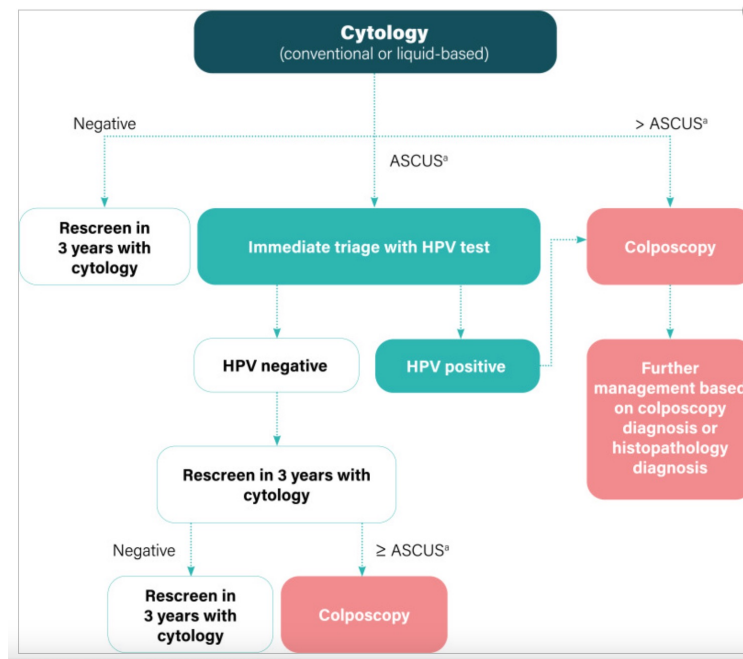 Cytology
(conventional or liquid-based)
Negative
> ASCUSᵃ
ASCUSᵃ
Rescreen in
3 years with
cytology
Immediate triage with HPV test
Colposcopy
HPV negative
HPV positive
Further
management based
on colposcopy
diagnosis or
histopathology
diagnosis
Rescreen in 3 years with
cytology
Negative
≥ ASCUSᵃ
Rescreen in
3 years with
cytology
Colposcopy